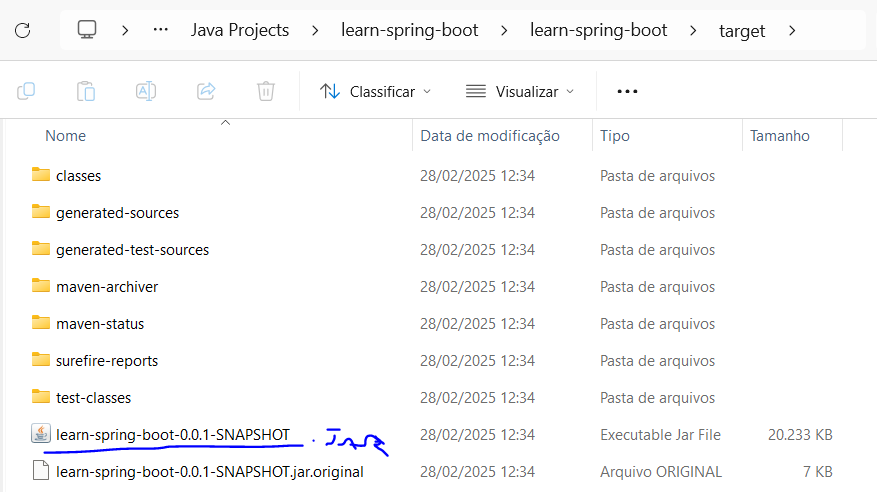 Java Projects learn-spring-boot learn-spring-boot target
Classificar Visualizar
Nome Data de modificação Tipo Tamanho
classes 28/02/2025 12:34 Pasta de arquivos
generated-sources 28/02/2025 12:34 Pasta de arquivos
generated-test-sources 28/02/2025 12:34 Pasta de arquivos
maven-archiver 28/02/2025 12:34 Pasta de arquivos
maven-status 28/02/2025 12:34 Pasta de arquivos
surefire-reports 28/02/2025 12:34 Pasta de arquivos
test-classes 28/02/2025 12:34 Pasta de arquivos
learn-spring-boot-0.0.1-SNAPSHOT .JAR 28/02/2025 12:34 Executable Jar File 20.233 KB
learn-spring-boot-0.0.1-SNAPSHOT.jar.original 28/02/2025 12:34 Arquivo ORIGINAL 7 KB